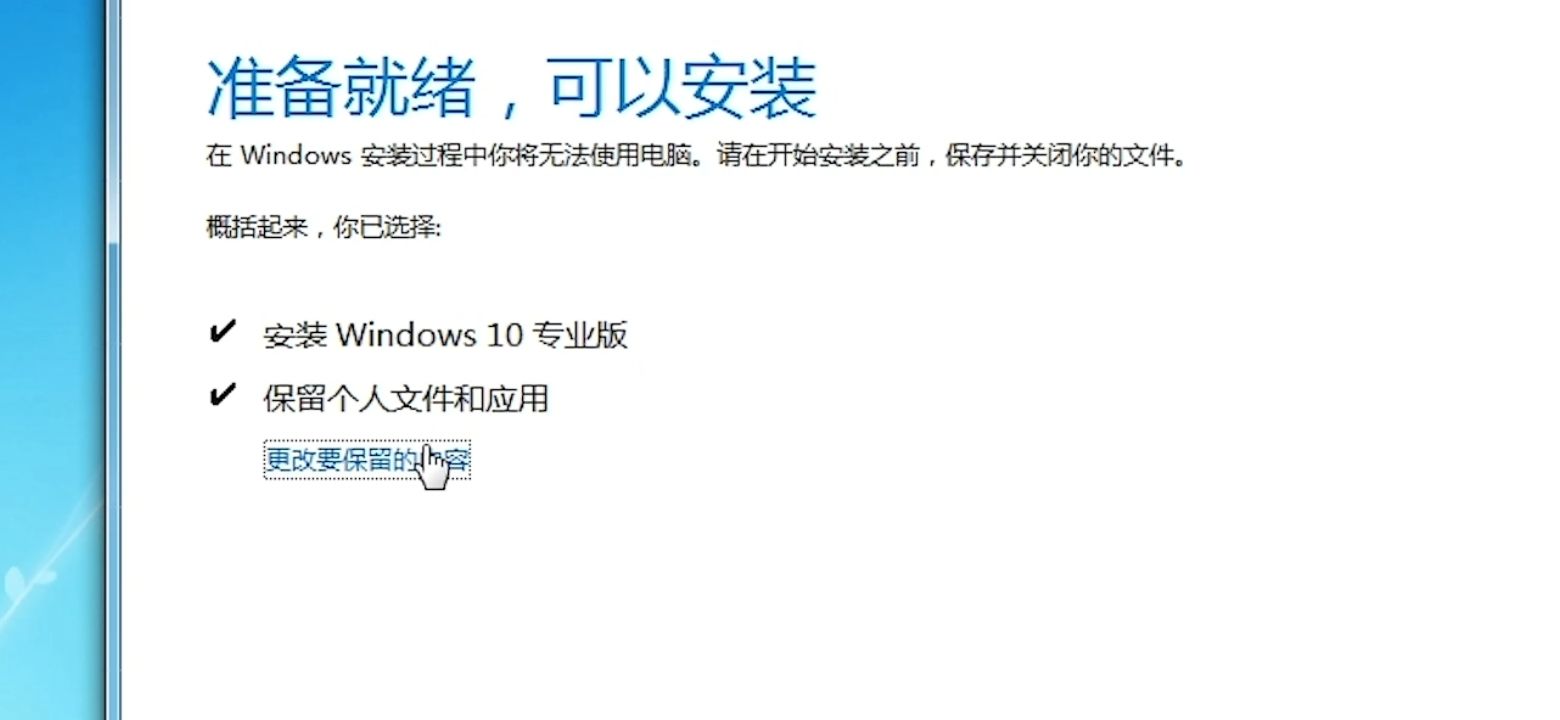 准备就绪，可以安装
在 Windows 安装过程中你将无法使用电脑。请在开始安装之前，保存并关闭你的文件。
概括起来，你已选择:
✔ 安装 Windows 10 专业版
✔ 保留个人文件和应用
更改要保留的内容